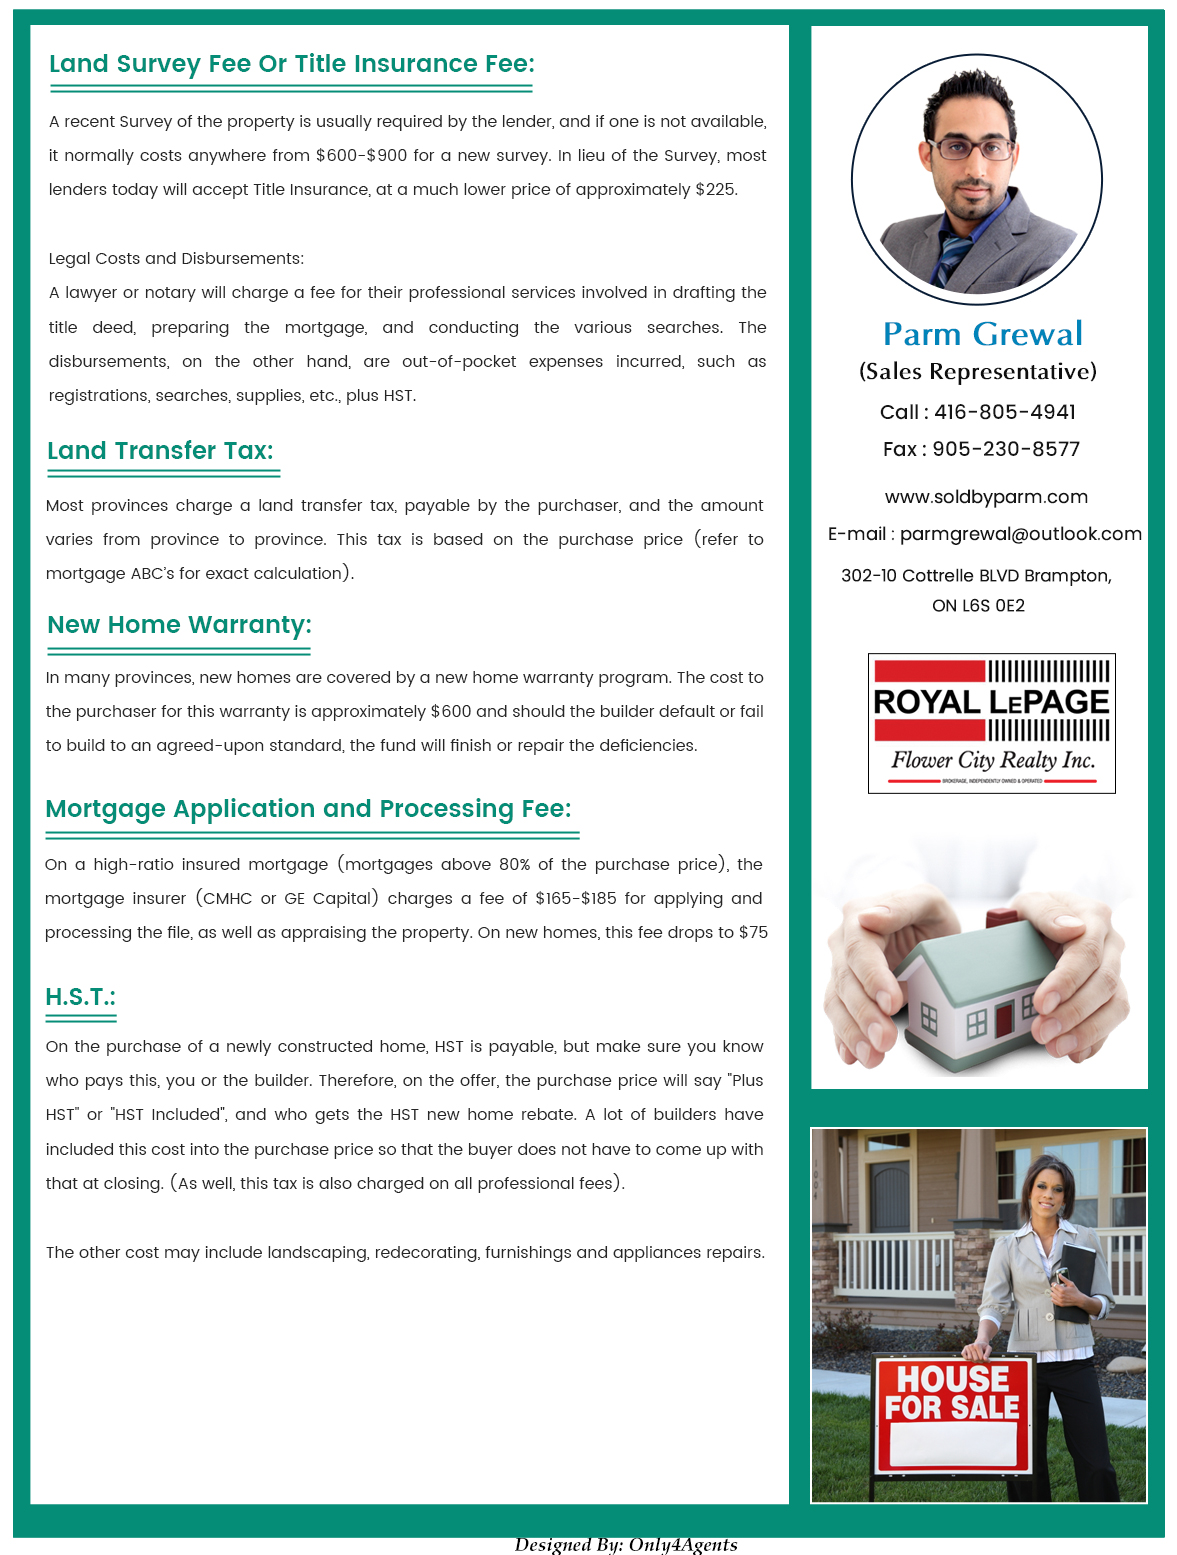 Land Survey Fee Or Title Insurance Fee:
A recent Survey of the property is usually required by the lender, and if one is not available,
it normally costs anywhere from $600-$900 for a new survey. In lieu of the Survey, most
lenders today will accept Title Insurance, at a much lower price of approximately $225.
Legal Costs and Disbursements:
A lawyer or notary will charge a fee for their professional services involved in drafting the
title deed, preparing the mortgage, and conducting the various searches. The
disbursements, on the other hand, are out-of-pocket expenses incurred, such as
registrations, searches, supplies, etc., plus HST.
Land Transfer Tax:
Most provinces charge a land transfer tax, payable by the purchaser, and the amount
varies from province to province. This tax is based on the purchase price (refer to
mortgage ABC's for exact calculation).
New Home Warranty:
In many provinces, new homes are covered by a new home warranty program. The cost to
the purchaser for this warranty is approximately $600 and should the builder default or fail
to build to an agreed-upon standard, the fund will finish or repair the deficiencies.
Mortgage Application and Processing Fee:
On a high-ratio insured mortgage (mortgages above 80% of the purchase price), the
mortgage insurer (CMHC or GE Capital) charges a fee of $165-$185 for applying and
processing the file, as well as appraising the property. On new homes, this fee drops to $75
H.S.T.:
On the purchase of a newly constructed home, HST is payable, but make sure you know
who pays this, you or the builder. Therefore, on the offer, the purchase price will say "Plus
HST" or "HST Included", and who gets the HST new home rebate. A lot of builders have
included this cost into the purchase price so that the buyer does not have to come up with
that at closing. (As well, this tax is also charged on all professional fees).
The other cost may include landscaping, redecorating, furnishings and appliances repairs.
Parm Grewal
(Sales Representative)
Call : 416-805-4941
Fax : 905-230-8577
www.soldbyparm.com
E-mail : parmgrewal@outlook.com
302-10 Cottrelle BLVD Brampton,
ON L6S 0E2
ROYAL LEPAGE
Flower City Realty Inc.
BROKERAGE, INDEPENDENTLY OWNED & OPERATED
1004
HOUSE
FOR SALE
Designed By: Only4Agents